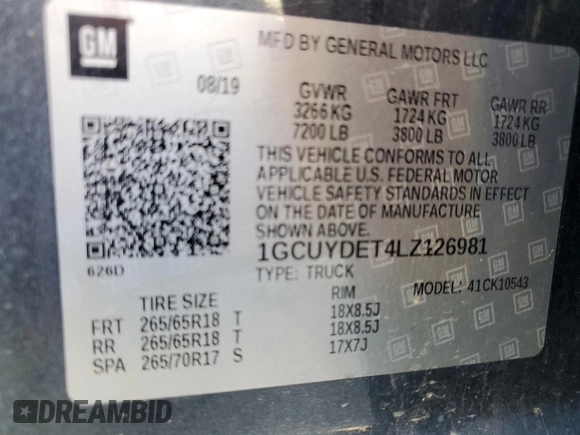 GM
MFD BY GENERAL MOTORS LLC
08/19
GVWR GAWR FRT GAWR RR
3266 KG 1724 KG 1724 KG
7200 LB 3800 LB 3800 LB
THIS VEHICLE CONFORMS TO ALL
APPLICABLE U.S. FEDERAL MOTOR
VEHICLE SAFETY STANDARDS IN EFFECT
ON THE DATE OF MANUFACTURE
SHOWN ABOVE.
1GCUYDET4LZ126981
626D
TYPE: TRUCK
MODEL: 41CK10543
TIRE SIZE RIM
FRT 265/65R18 T 18X8.5J
RR 265/65R18 T 18X8.5J
SPA 265/70R17 S 17X7J
DREAMBID